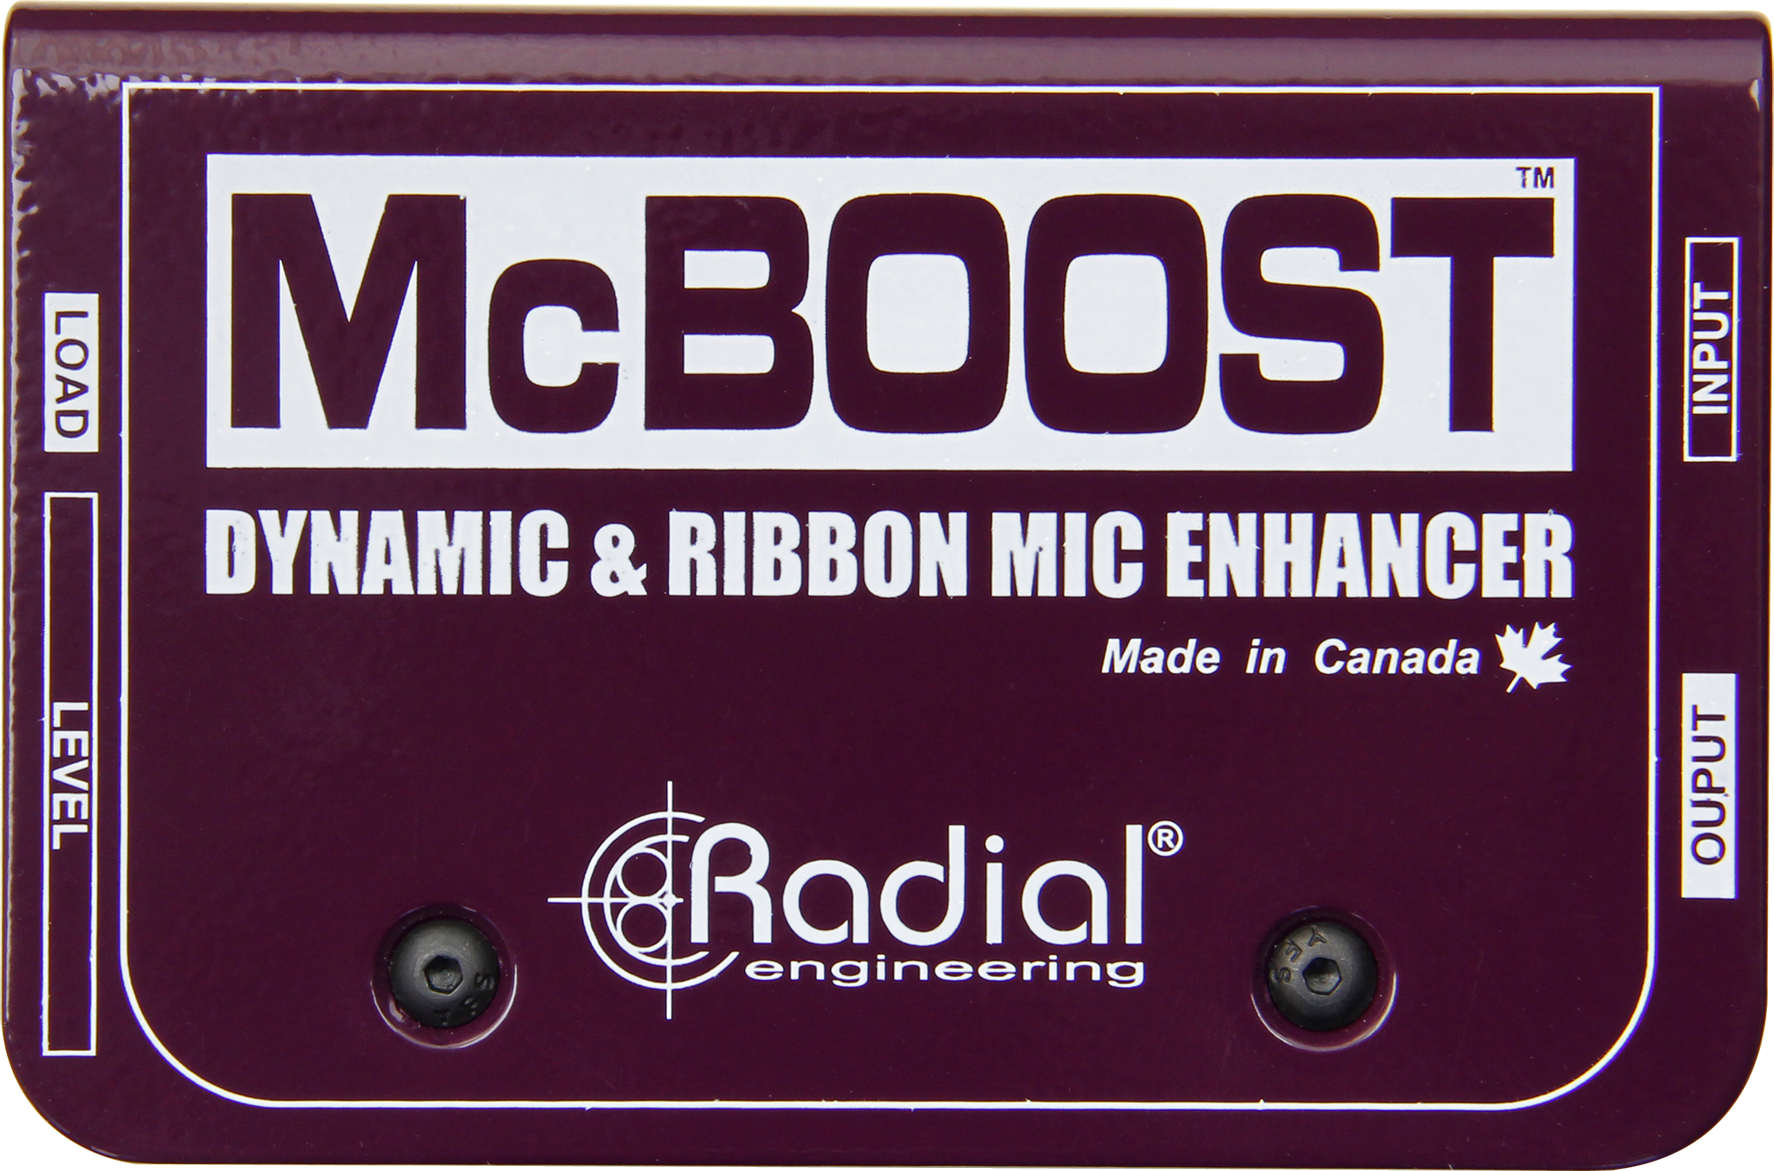 McBOOST™
DYNAMIC & RIBBON MIC ENHANCER
Made in Canada
LOAD
LEVEL
INPUT
OUPUT
Radial®
engineering